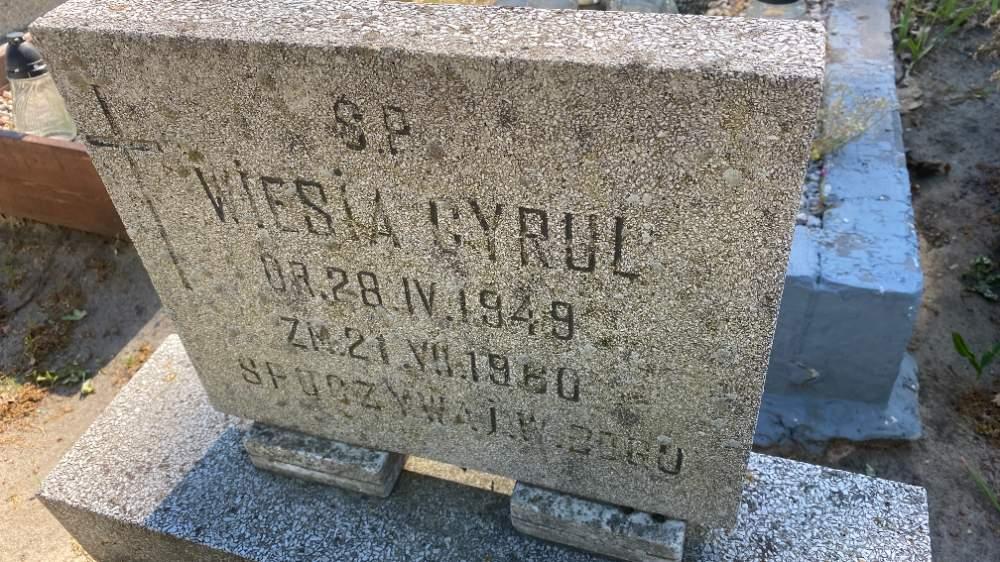 S.P.
WIESIA CYRUL
UR.28.IV.1949
ZM.21.VII.1960
SPOCZYWAJ.W.BOGU